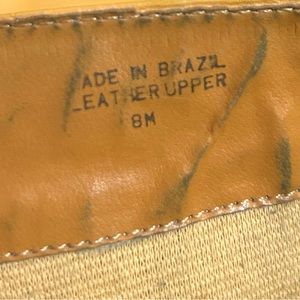 ADE IN BRAZIL
LEATHER UPPER
8M